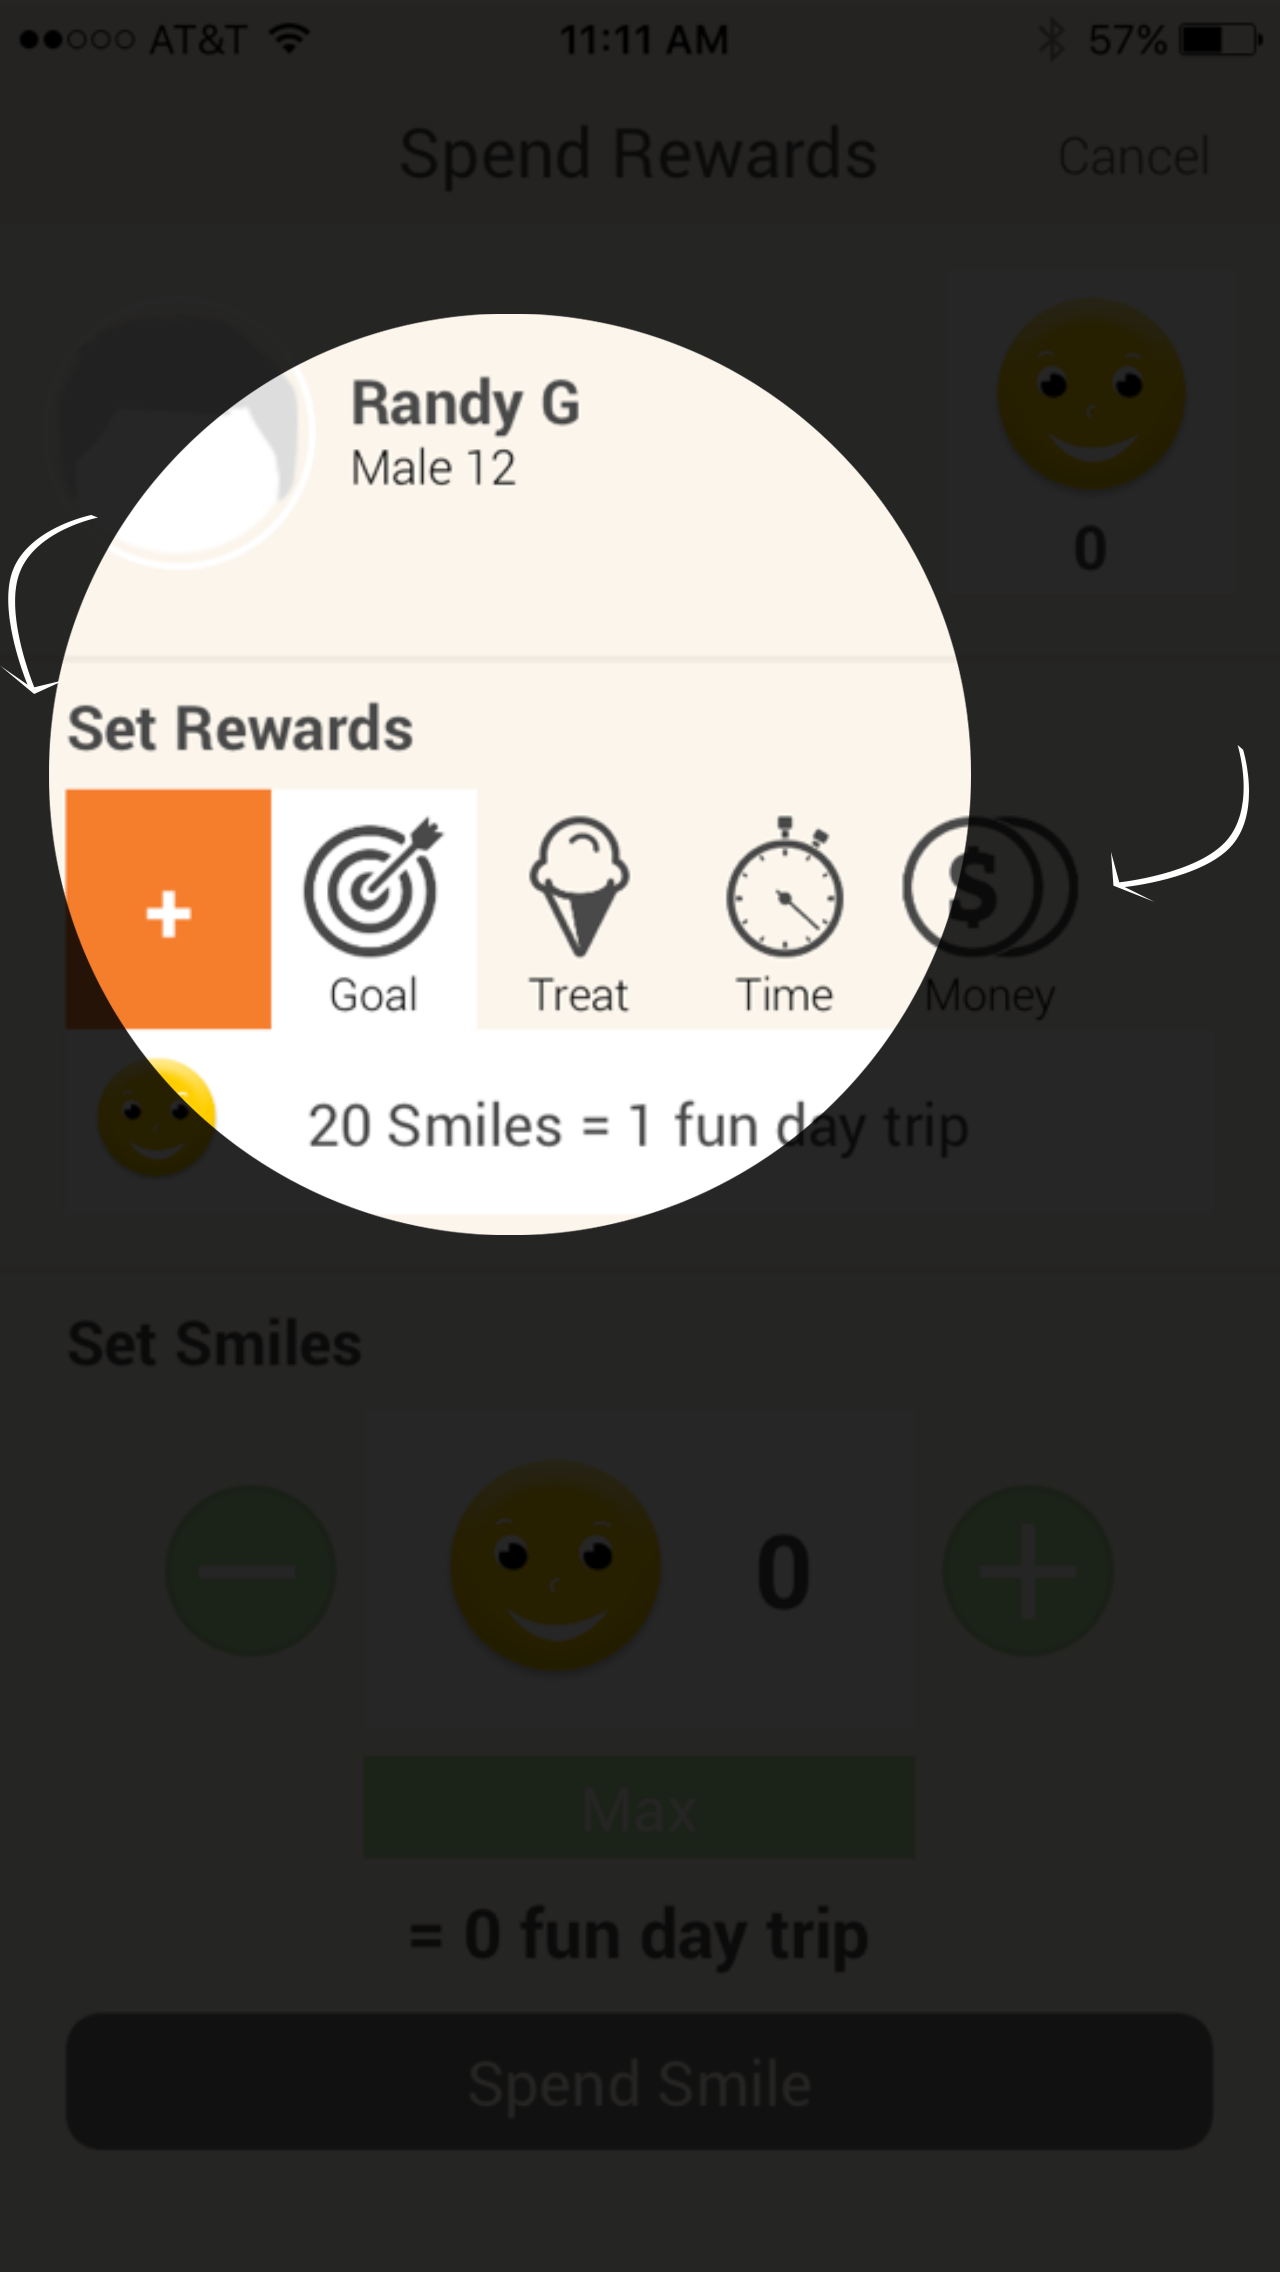 AT&T 11:11 AM 57%
Spend Rewards Cancel
Randy G
Male 12
0
Set Rewards
+
Goal Treat Time $ Money
20 Smiles = 1 fun day trip
Set Smiles
0
Max
= 0 fun day trip
Spend Smile